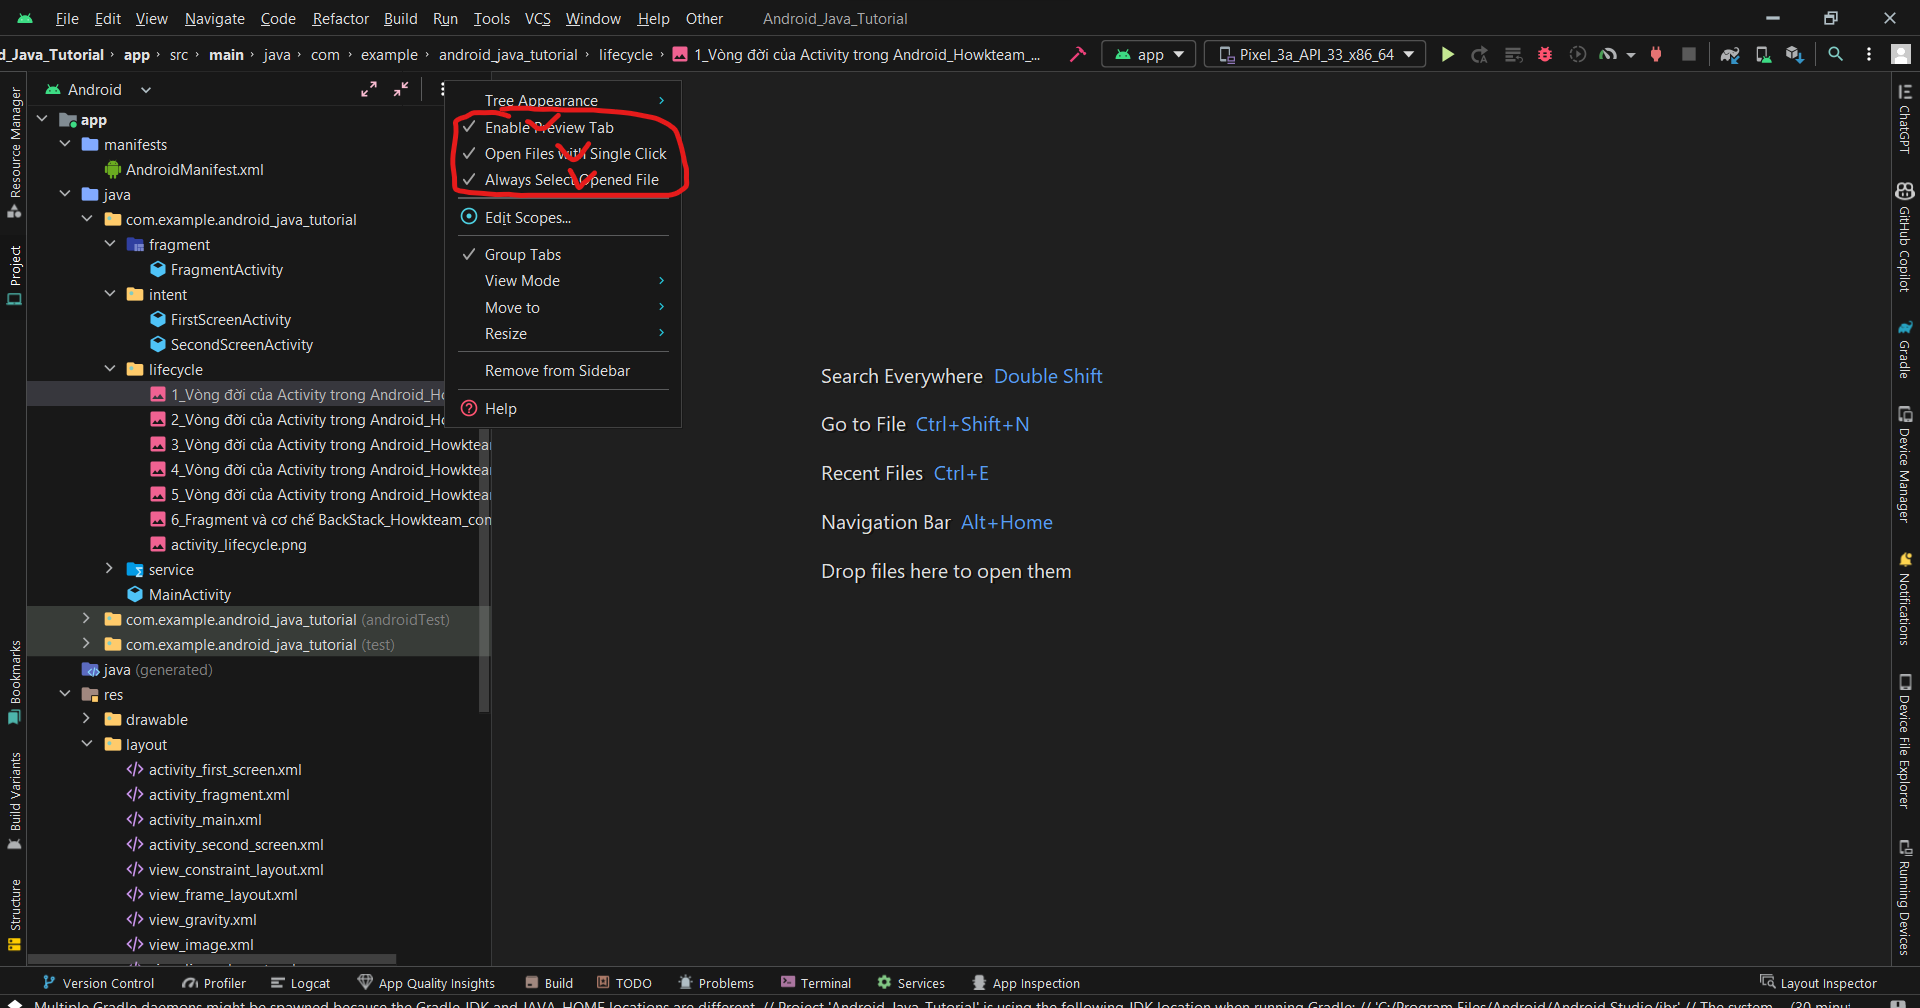 File Edit View Navigate Code Refactor Build Run Tools VCS Window Help Other Android_Java_Tutorial
d_Java_Tutorial app src main java com example android_java_tutorial lifecycle 1_Vòng đời của Activity trong Android_Howkteam_... app Pixel_3a_API_33_x86_64
Resource Manager
Project
Bookmarks
Build Variants
Structure
Android
app
manifests
AndroidManifest.xml
java
com.example.android_java_tutorial
fragment
FragmentActivity
intent
FirstScreenActivity
SecondScreenActivity
lifecycle
1_Vòng đời của Activity trong Android_Ho
2_Vòng đời của Activity trong Android_Ho
3_Vòng đời của Activity trong Android_Howktea
4_Vòng đời của Activity trong Android_Howktea
5_Vòng đời của Activity trong Android_Howktea
6_Fragment và cơ chế BackStack_Howkteam_con
activity_lifecycle.png
service
MainActivity
com.example.android_java_tutorial (androidTest)
com.example.android_java_tutorial (test)
java (generated)
res
drawable
layout
activity_first_screen.xml
activity_fragment.xml
activity_main.xml
activity_second_screen.xml
view_constraint_layout.xml
view_frame_layout.xml
view_gravity.xml
view_image.xml
Tree Appearance
Enable Preview Tab
Open Files with Single Click
Always Select Opened File
Edit Scopes...
Group Tabs
View Mode
Move to
Resize
Remove from Sidebar
Help
Search Everywhere Double Shift
Go to File Ctrl+Shift+N
Recent Files Ctrl+E
Navigation Bar Alt+Home
Drop files here to open them
ChatGPT
GitHub Copilot
Gradle
Device Manager
Notifications
Device File Explorer
Running Devices
Version Control Profiler Logcat App Quality Insights Build TODO Problems Terminal Services App Inspection Layout Inspector
Multiple Gradle daemons might be spawned because the Gradle JDK and JAVA_HOME locations are different. // Project 'Android_Java_Tutorial' is using the following JDK location when running Gradle: // 'C:/Program Files/Android/Android Studio/jbr' // The system... (30 minu